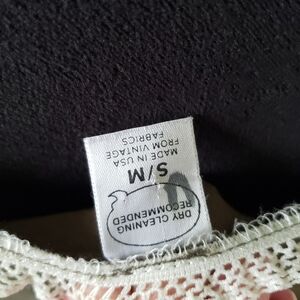 DRY CLEANING
RECOMMENDED
S/M
MADE IN USA
FROM VINTAGE
FABRICS